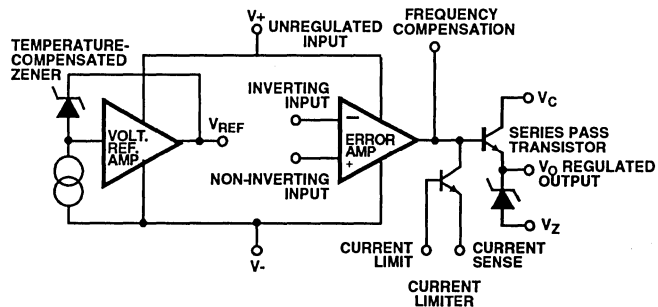 FREQUENCY
COMPENSATION
V+
UNREGULATED
INPUT
TEMPERATURE-
COMPENSATED
ZENER
INVERTING
INPUT
VC
VOLT.
REF.
AMP
VREF
−
ERROR
AMP
+
SERIES PASS
TRANSISTOR
VO REGULATED
OUTPUT
NON-INVERTING
INPUT
VZ
V-
CURRENT
LIMIT
CURRENT
SENSE
CURRENT
LIMITER